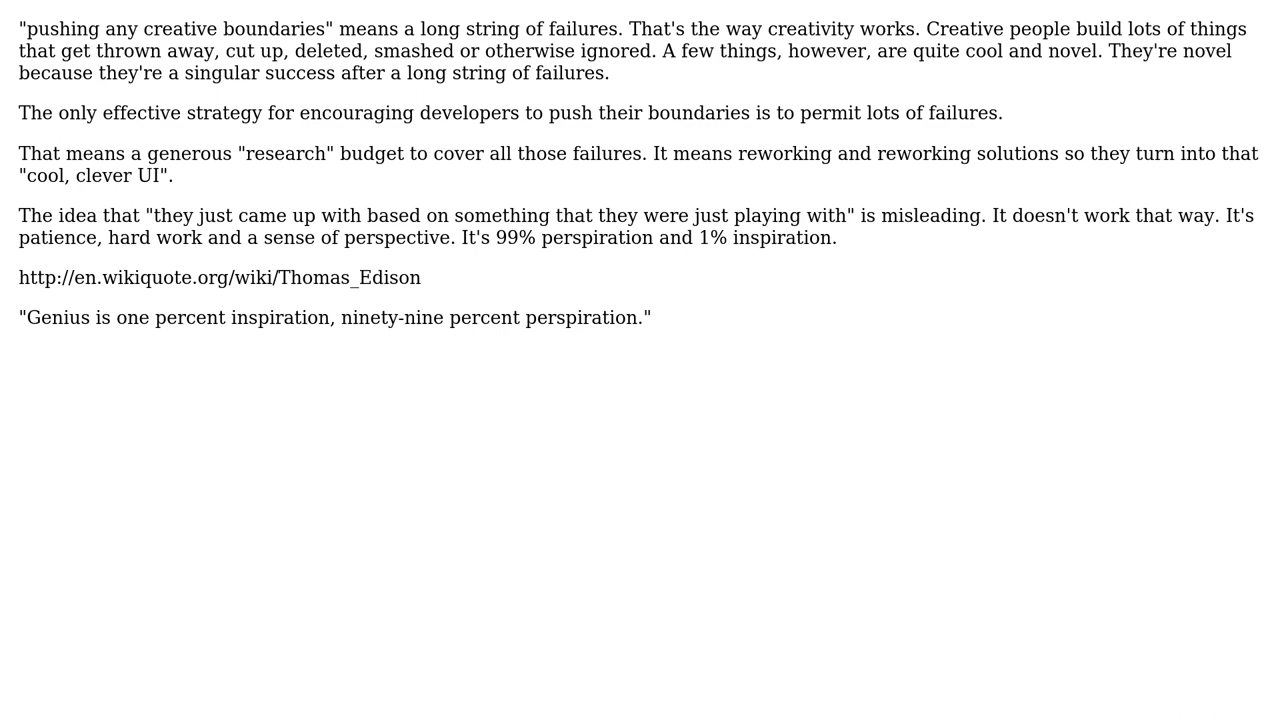 "pushing any creative boundaries" means a long string of failures. That's the way creativity works. Creative people build lots of things
that get thrown away, cut up, deleted, smashed or otherwise ignored. A few things, however, are quite cool and novel. They're novel
because they're a singular success after a long string of failures.
The only effective strategy for encouraging developers to push their boundaries is to permit lots of failures.
That means a generous "research" budget to cover all those failures. It means reworking and reworking solutions so they turn into that
"cool, clever UI".
The idea that "they just came up with based on something that they were just playing with" is misleading. It doesn't work that way. It's
patience, hard work and a sense of perspective. It's 99% perspiration and 1% inspiration.
http://en.wikiquote.org/wiki/Thomas_Edison
"Genius is one percent inspiration, ninety-nine percent perspiration."